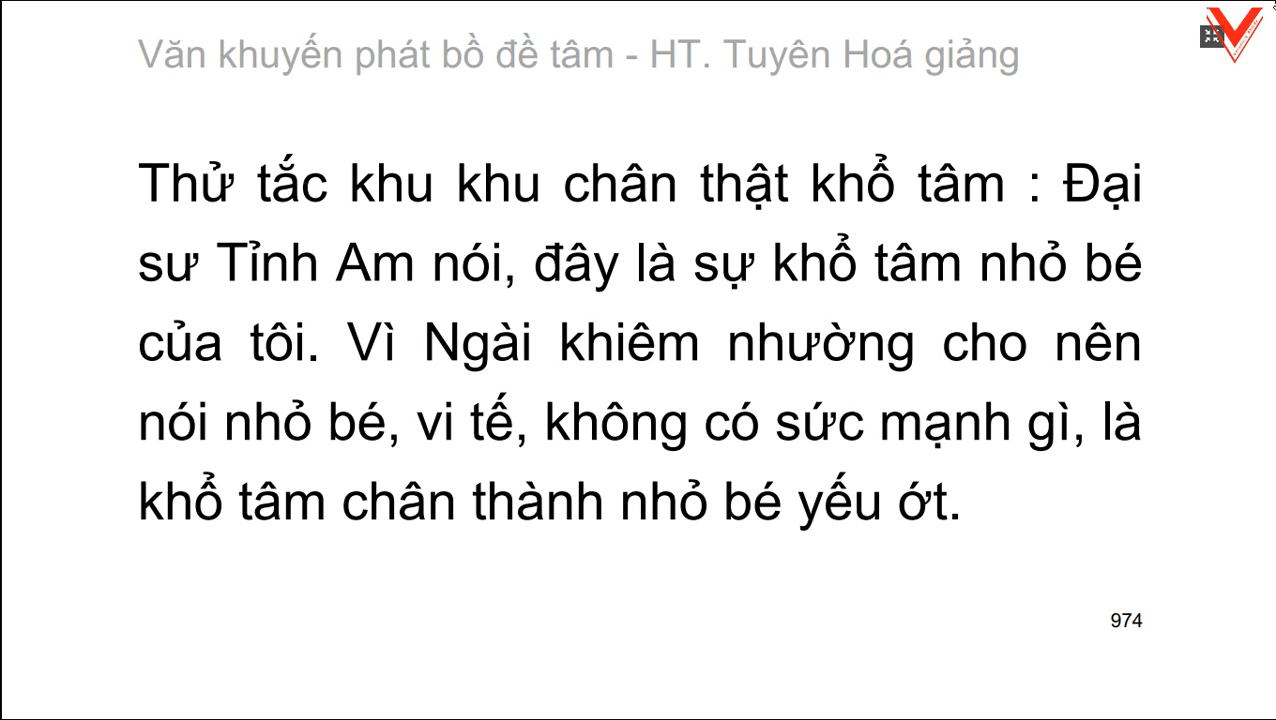 Văn khuyến phát bồ đề tâm - HT. Tuyên Hoá giảng
Thử tắc khu khu chân thật khổ tâm : Đại
sư Tỉnh Am nói, đây là sự khổ tâm nhỏ bé
của tôi. Vì Ngài khiêm nhường cho nên
nói nhỏ bé, vi tế, không có sức mạnh gì, là
khổ tâm chân thành nhỏ bé yếu ớt.
974